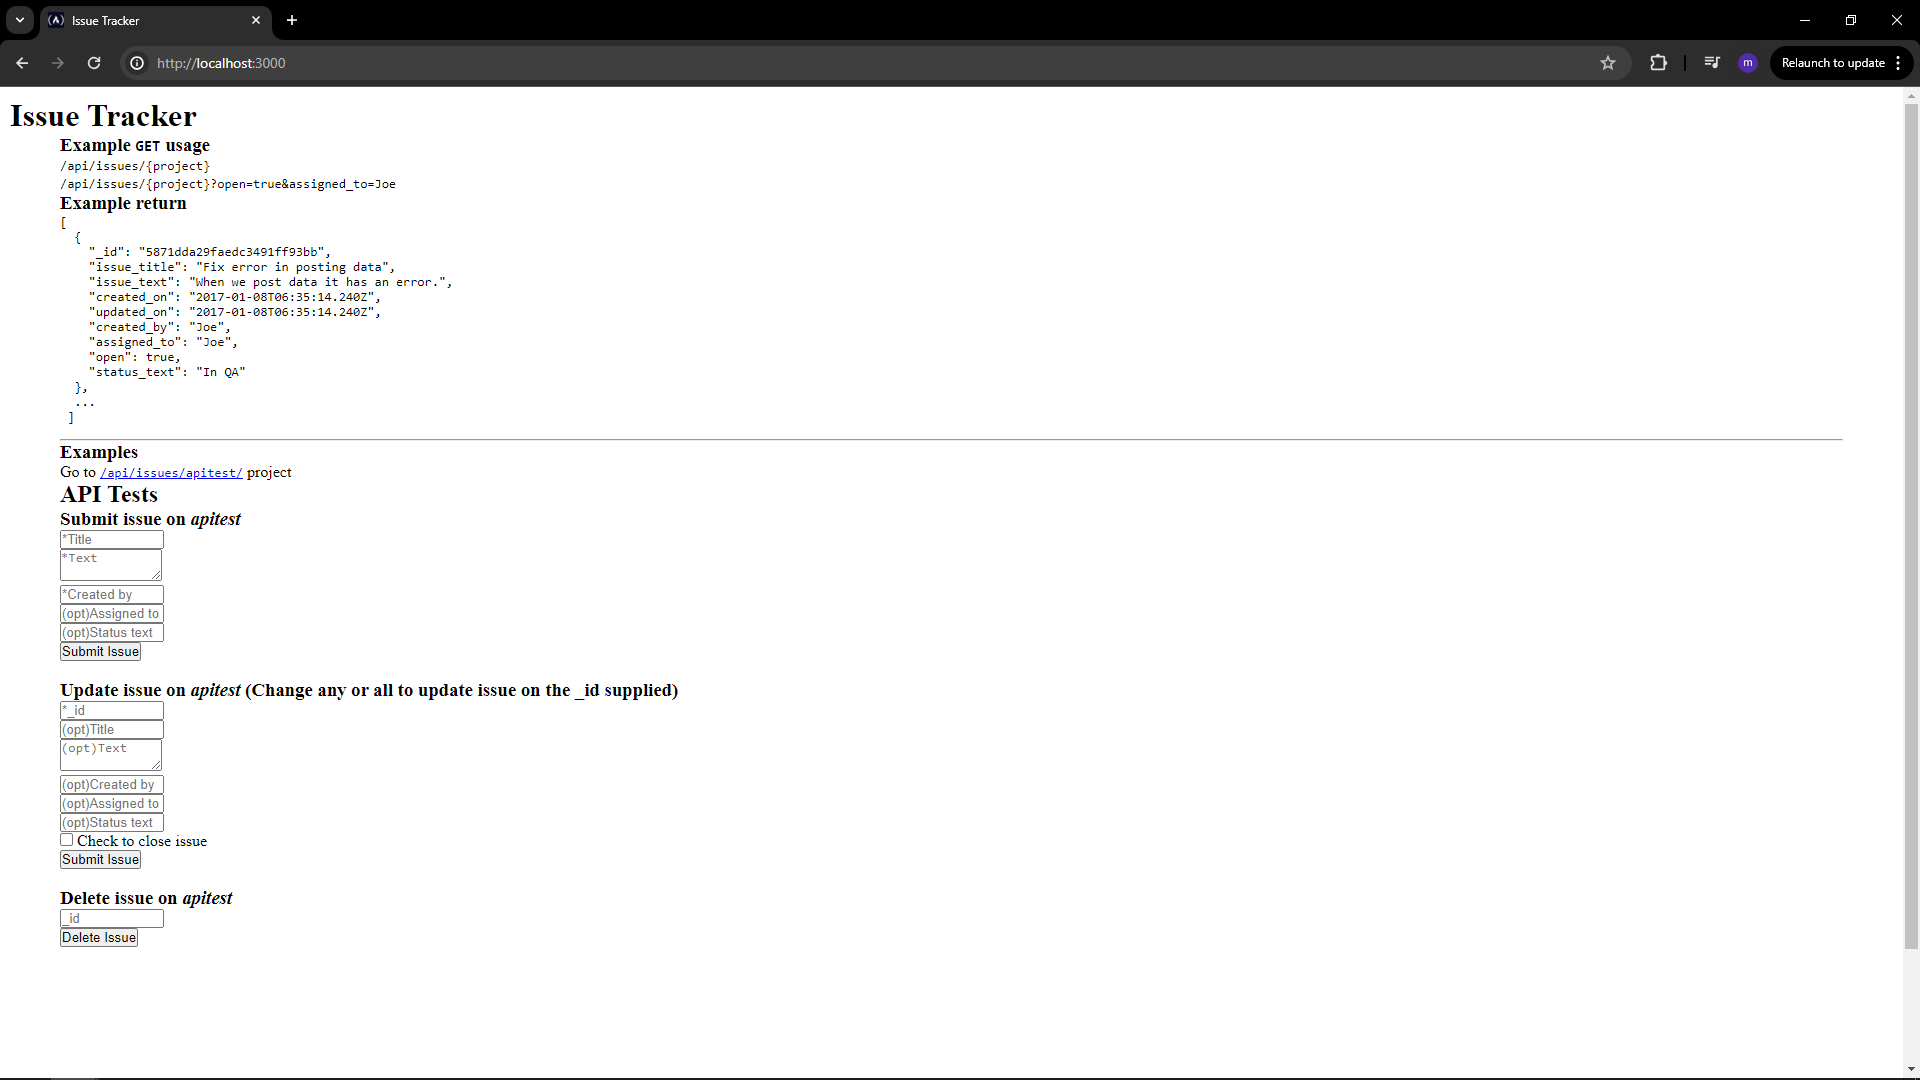 Issue Tracker
http://localhost:3000
m
Relaunch to update
Issue Tracker
Example GET usage
/api/issues/{project}
/api/issues/{project}?open=true&assigned_to=Joe
Example return
[
{
"_id": "5871dda29faedc3491ff93bb",
"issue_title": "Fix error in posting data",
"issue_text": "When we post data it has an error.",
"created_on": "2017-01-08T06:35:14.240Z",
"updated_on": "2017-01-08T06:35:14.240Z",
"created_by": "Joe",
"assigned_to": "Joe",
"open": true,
"status_text": "In QA"
},
...
]
Examples
Go to /api/issues/apitest/ project
API Tests
Submit issue on apitest
*Title
*Text
*Created by
(opt)Assigned to
(opt)Status text
Submit Issue
Update issue on apitest (Change any or all to update issue on the _id supplied)
*_id
(opt)Title
(opt)Text
(opt)Created by
(opt)Assigned to
(opt)Status text
Check to close issue
Submit Issue
Delete issue on apitest
_id
Delete Issue